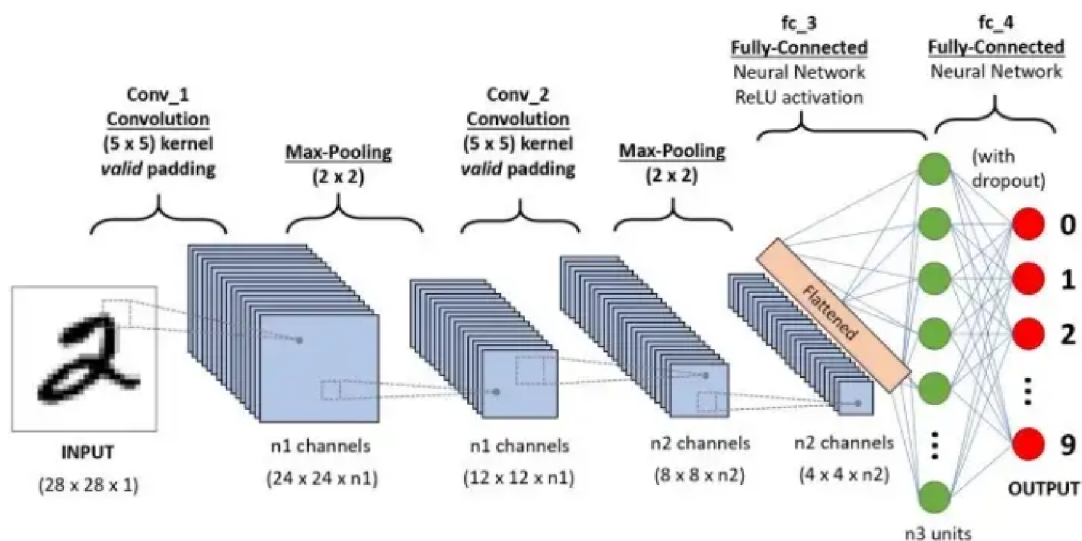 fc_3
Fully-Connected
Neural Network
ReLU activation
fc_4
Fully-Connected
Neural Network
Conv_1
Convolution
(5 x 5) kernel
valid padding
Max-Pooling
(2 x 2)
Conv_2
Convolution
(5 x 5) kernel
valid padding
Max-Pooling
(2 x 2)
(with
dropout)
0
1
2
9
Flattened
INPUT
(28 x 28 x 1)
n1 channels
(24 x 24 x n1)
n1 channels
(12 x 12 x n1)
n2 channels
(8 x 8 x n2)
n2 channels
(4 x 4 x n2)
OUTPUT
n3 units